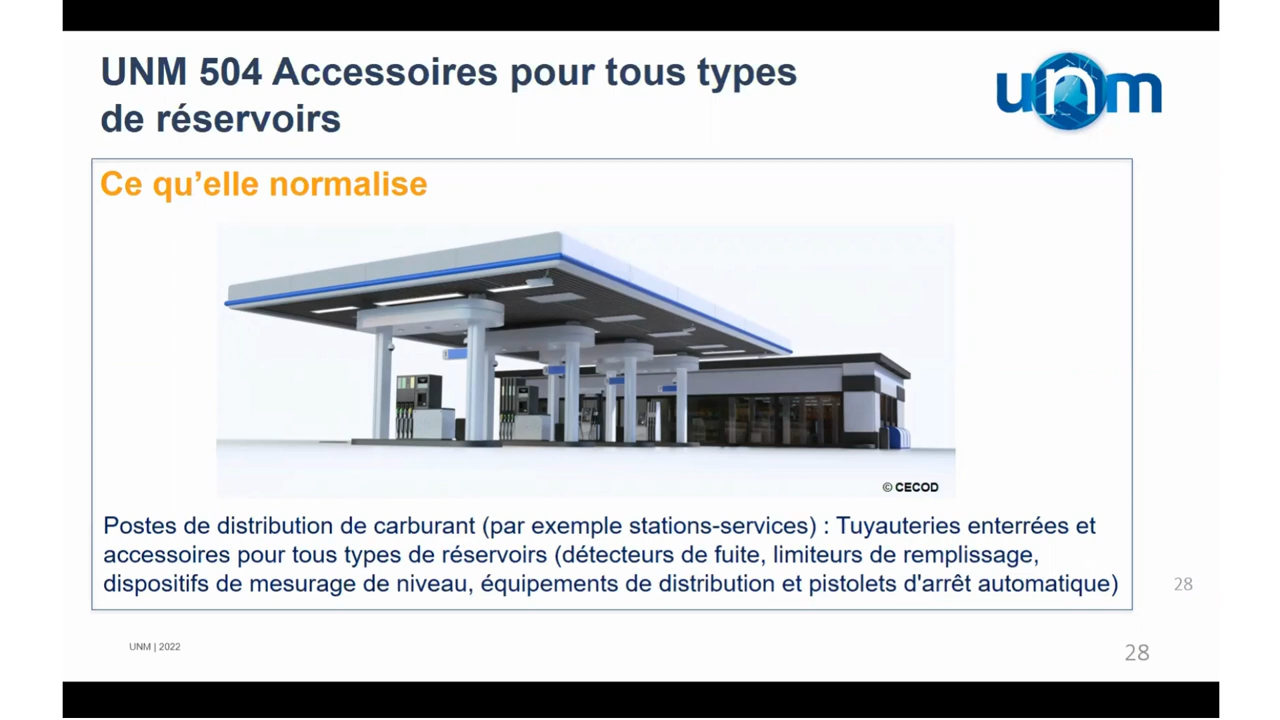 UNM 504 Accessoires pour tous types
de réservoirs
unm
Ce qu’elle normalise
© CECOD
Postes de distribution de carburant (par exemple stations-services) : Tuyauteries enterrées et
accessoires pour tous types de réservoirs (détecteurs de fuite, limiteurs de remplissage,
dispositifs de mesurage de niveau, équipements de distribution et pistolets d'arrêt automatique)
28
UNM | 2022
28